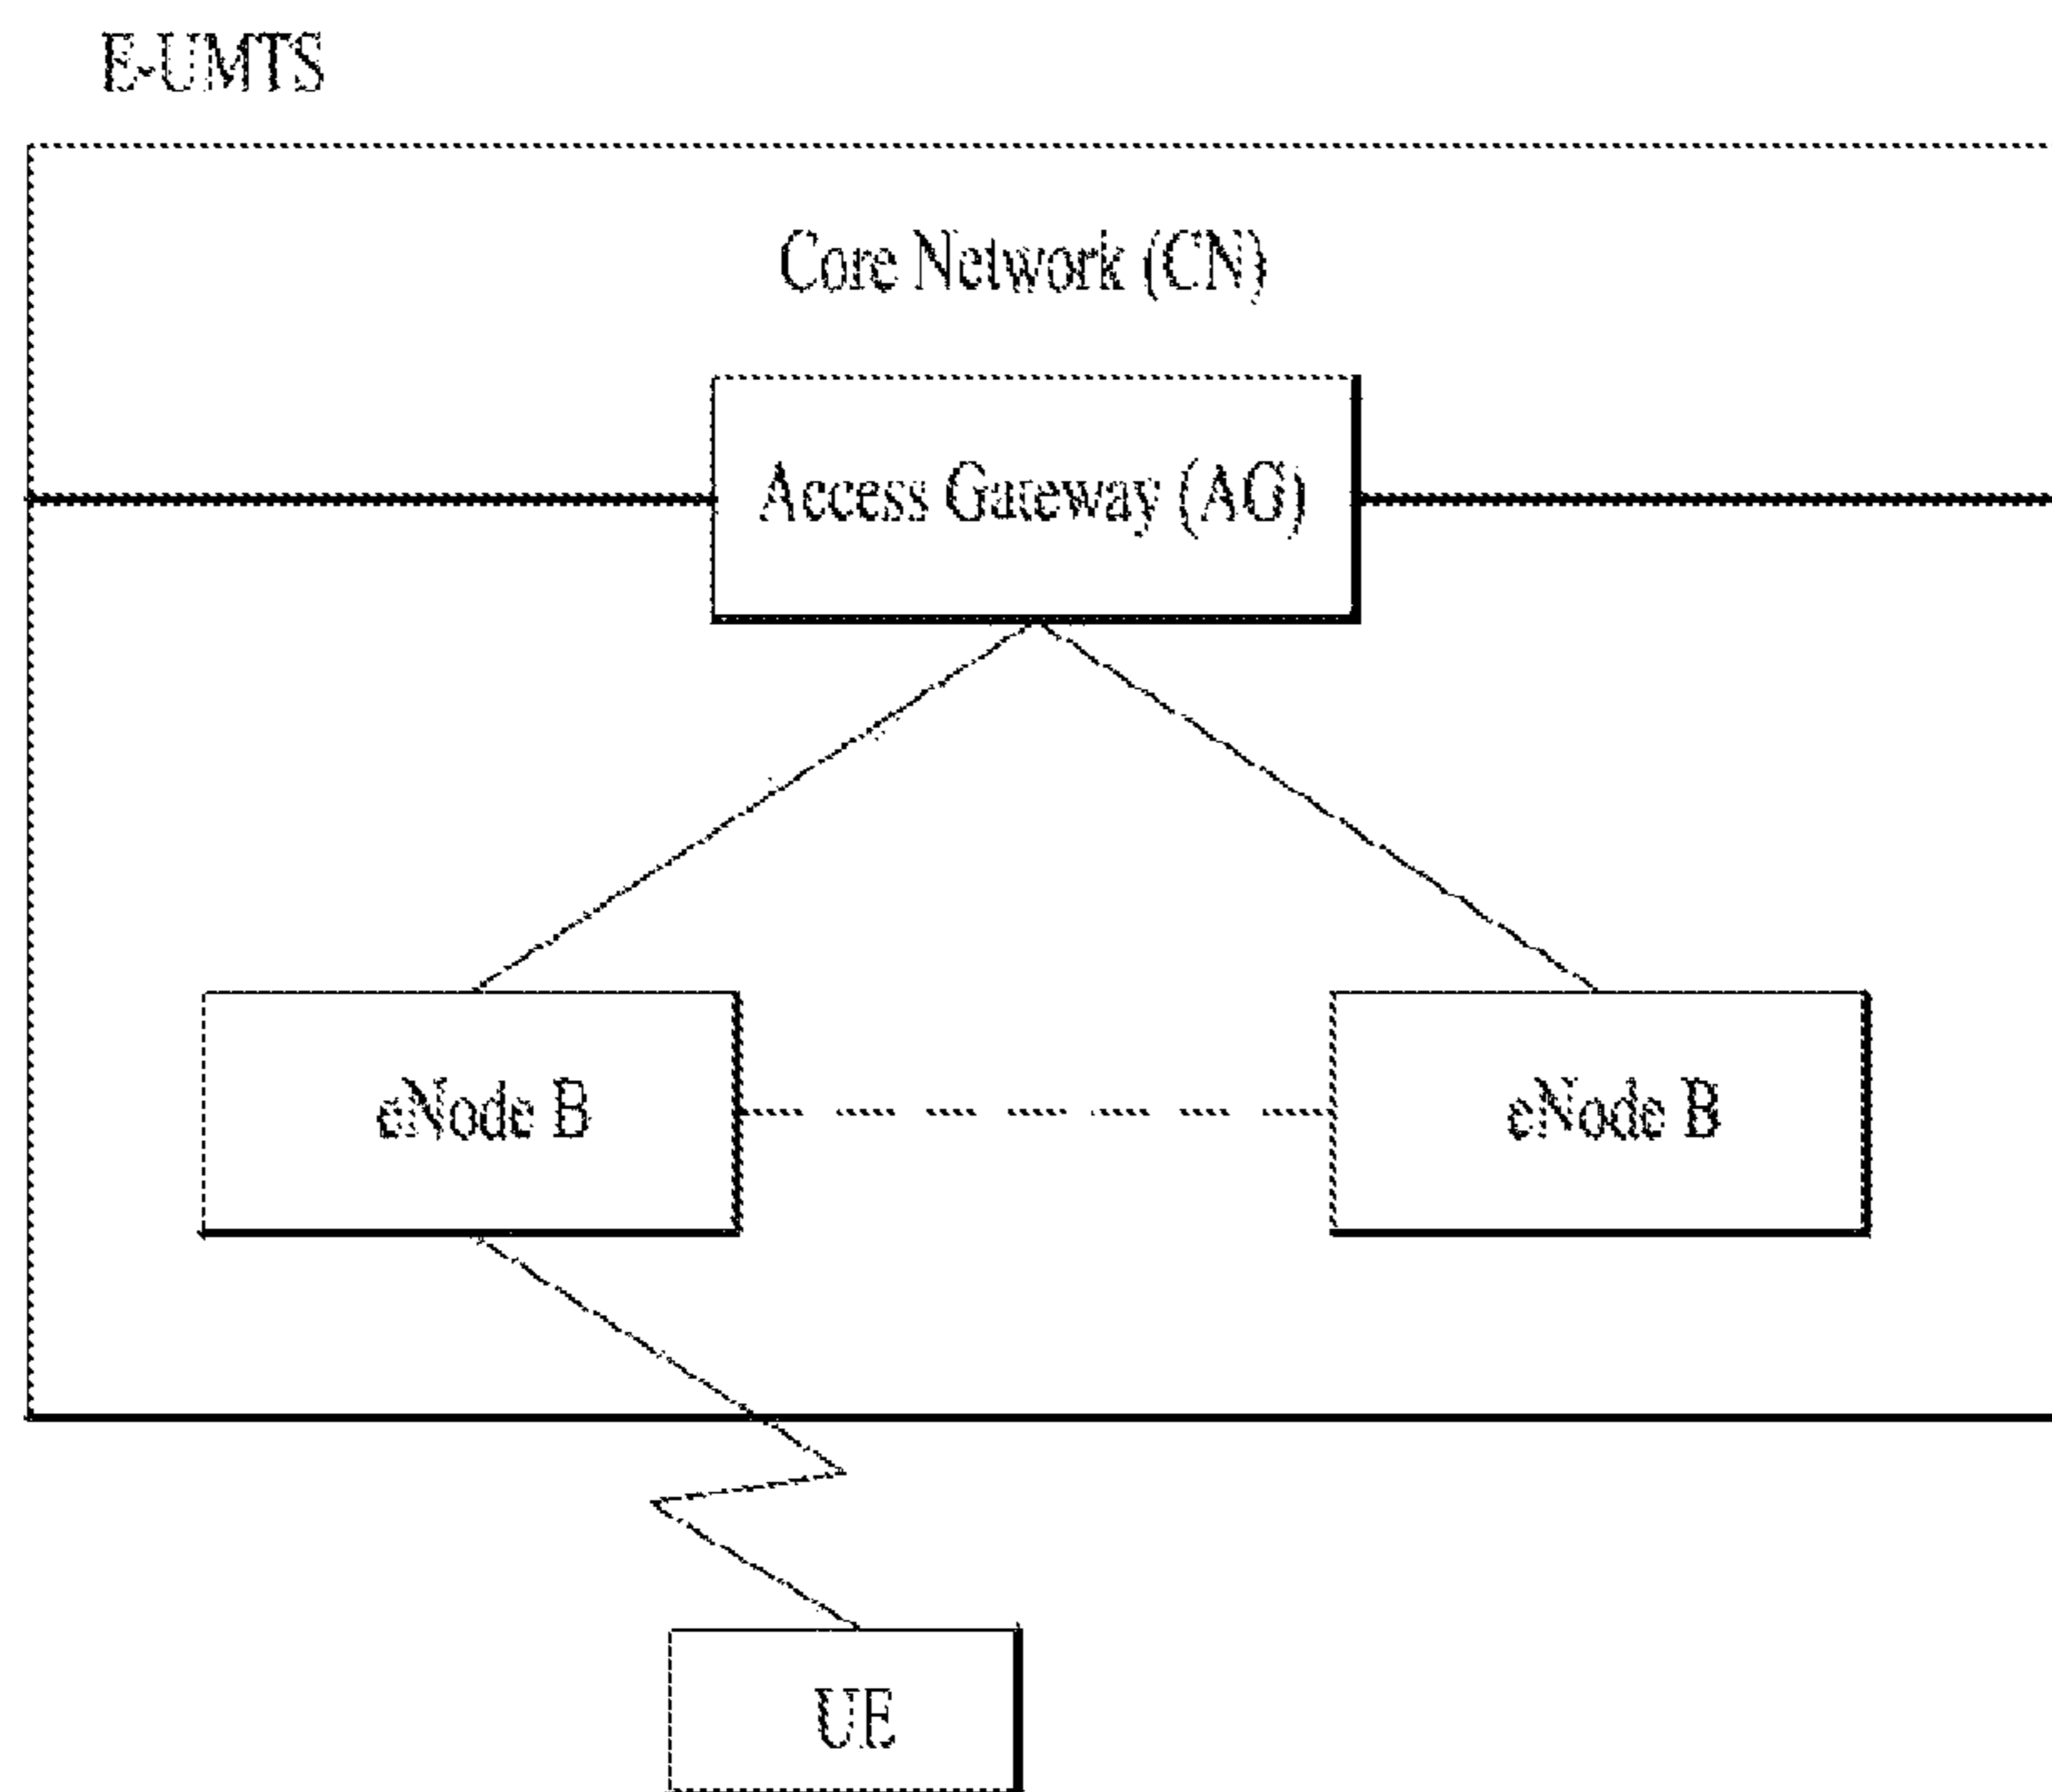 E-UMTS
Core Network (CN)
Access Gateway (AG)
eNode B
eNode B
UE